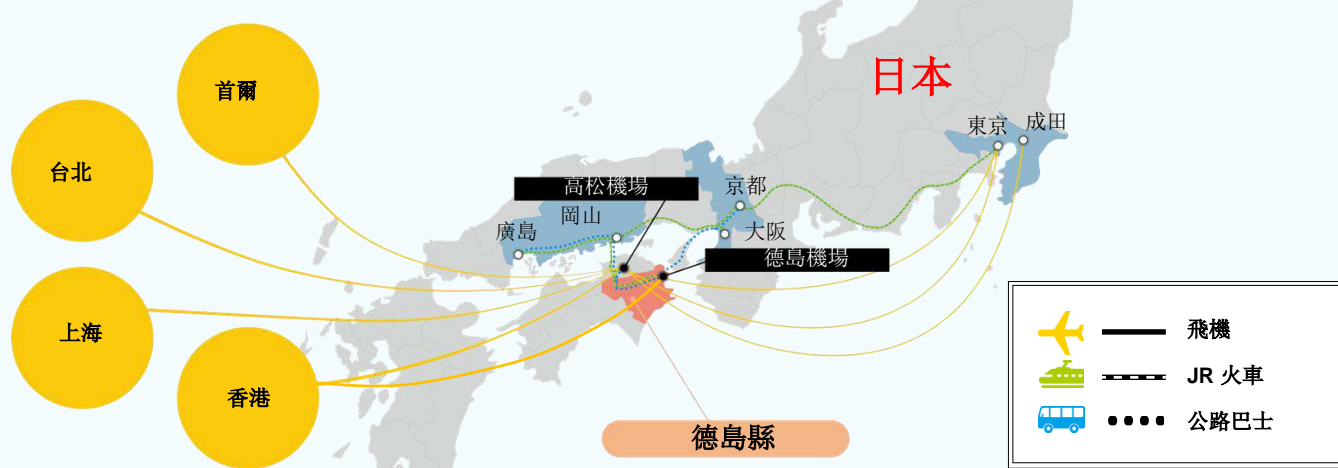 首爾
台北
上海
香港
日本
東京
成田
京都
高松機場
岡山
廣島
大阪
德島機場
德島縣
飛機
JR 火車
公路巴士